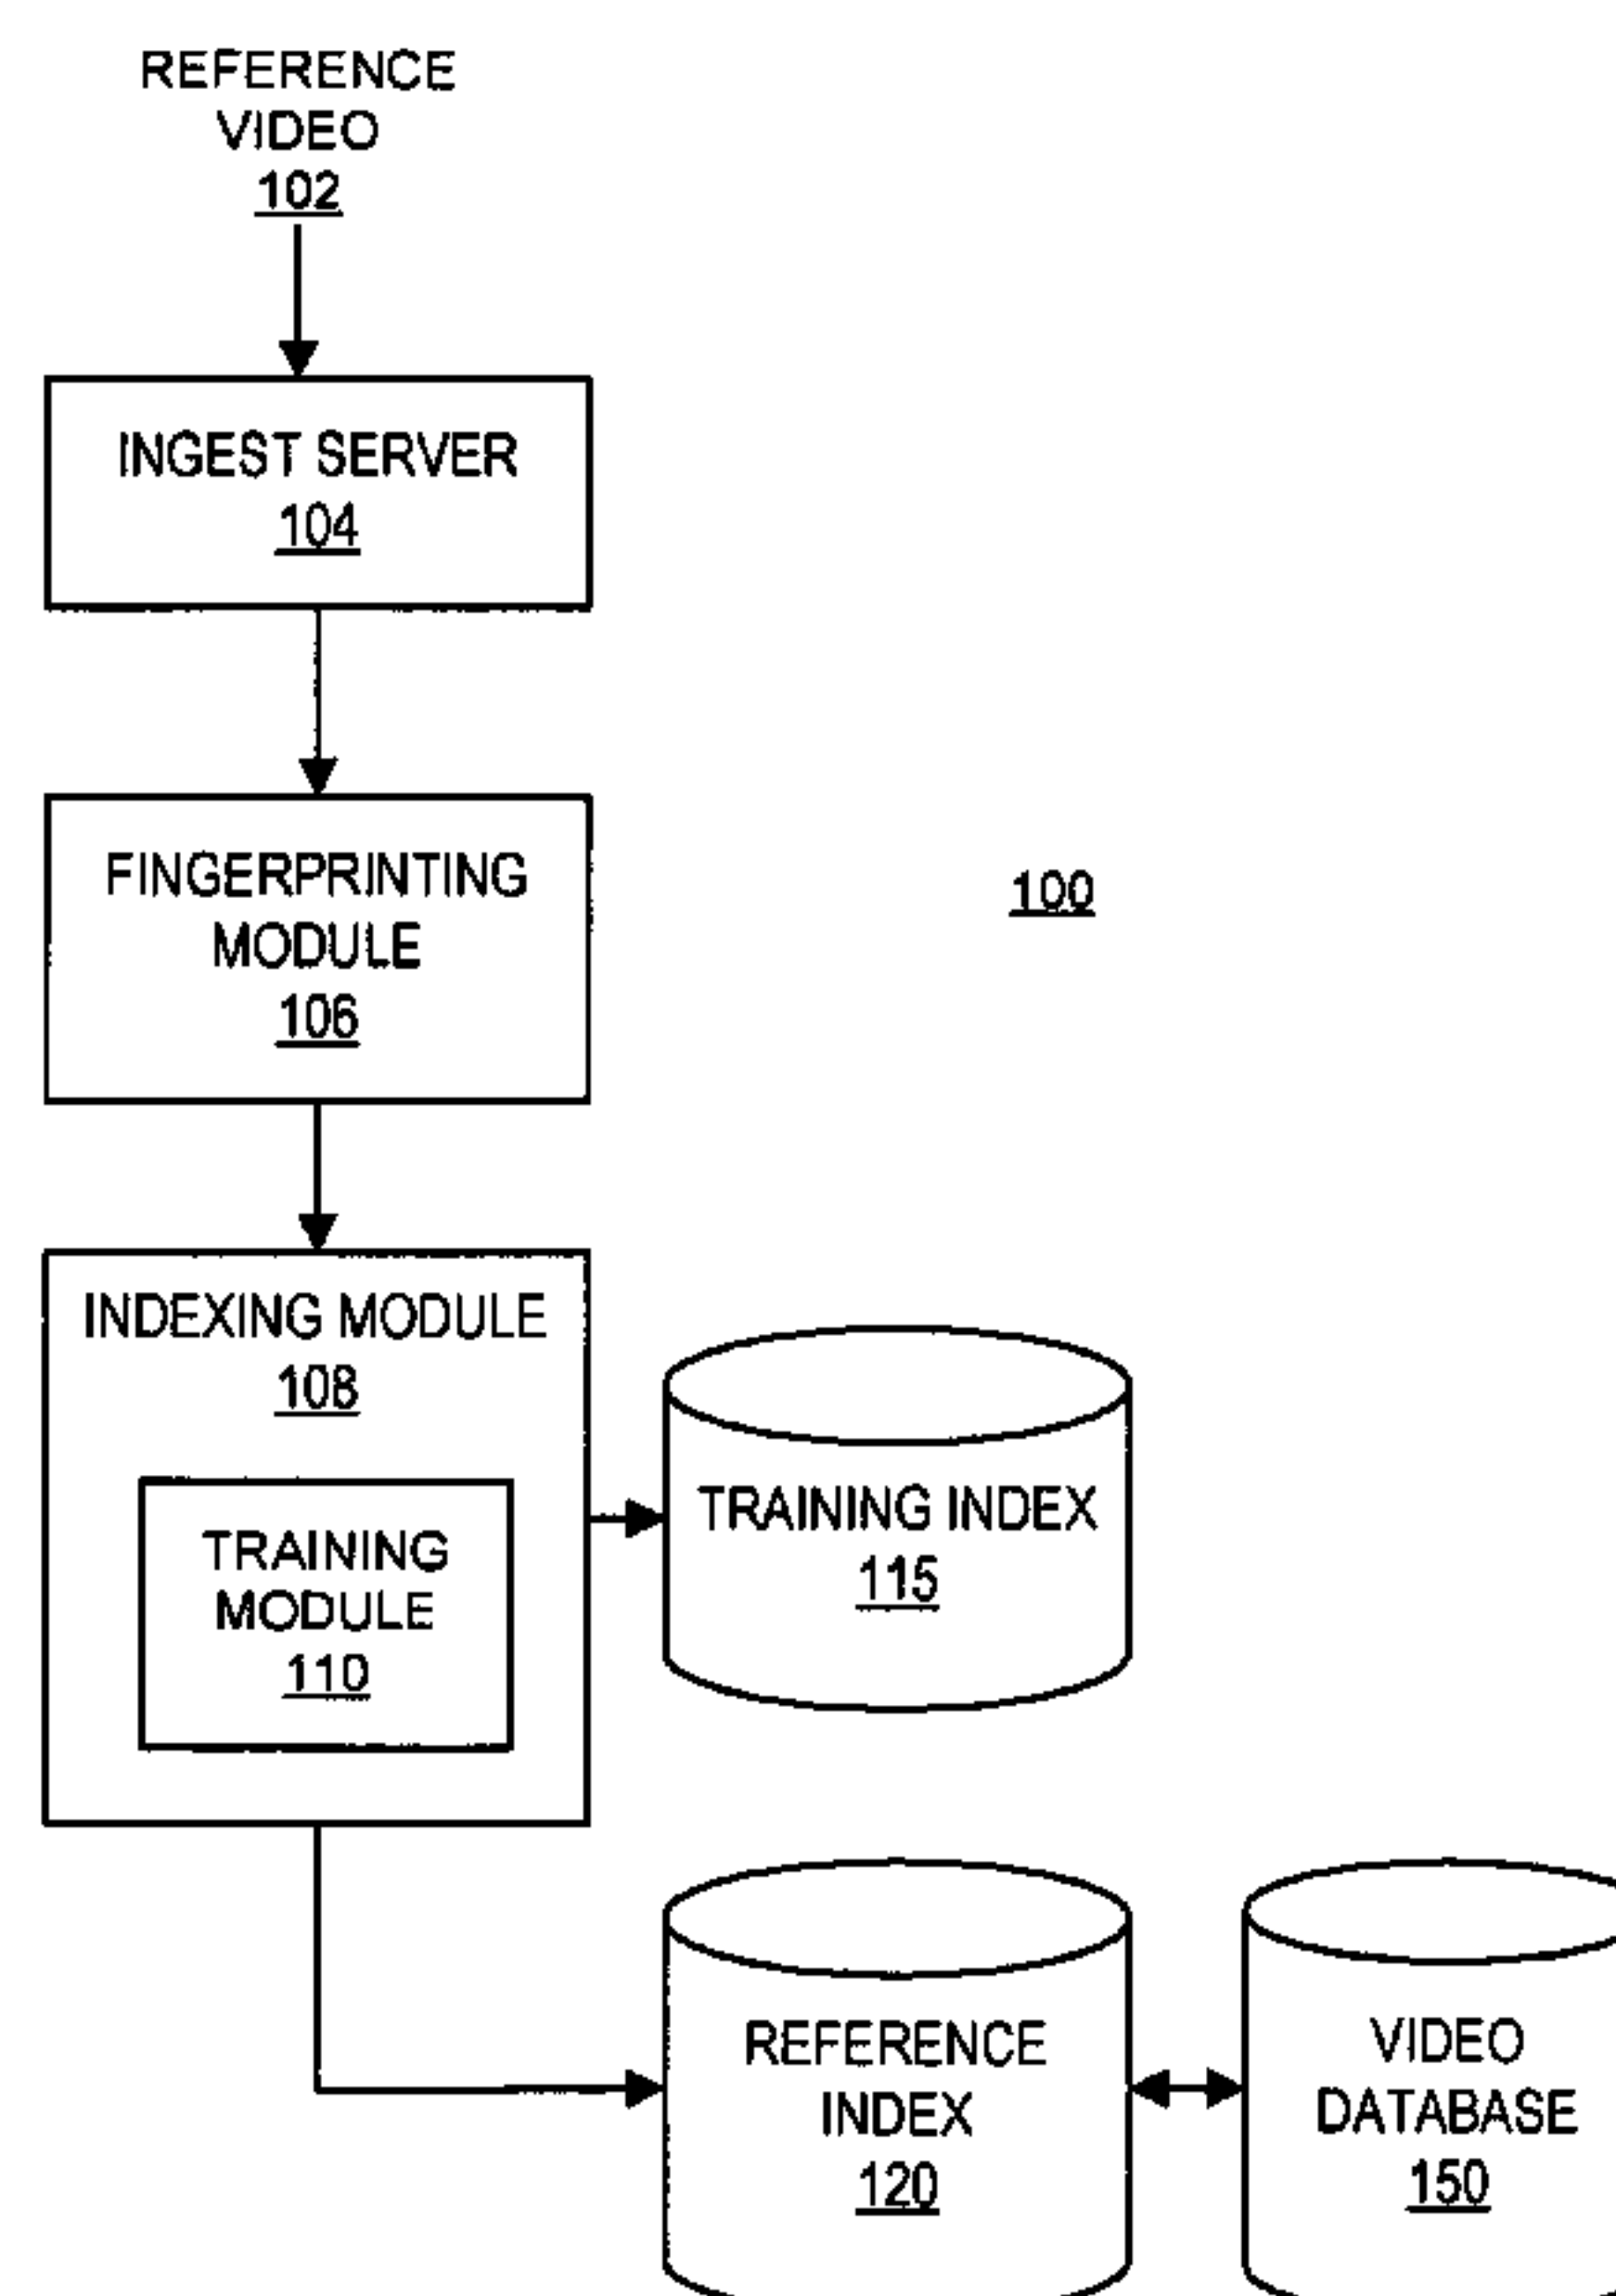 REFERENCE
VIDEO
102
INGEST SERVER
104
FINGERPRINTING
MODULE
106
100
INDEXING MODULE
108
TRAINING
MODULE
110
TRAINING INDEX
115
REFERENCE
INDEX
120
VIDEO
DATABASE
150